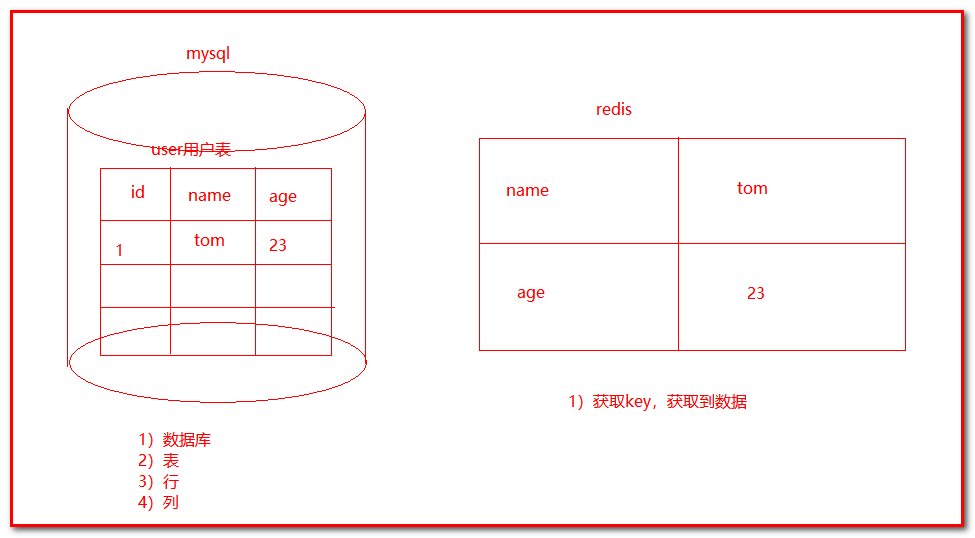 mysql
user用户表
id name age
1 tom 23
1）数据库
2）表
3）行
4）列
redis
name tom
age 23
1）获取key，获取到数据